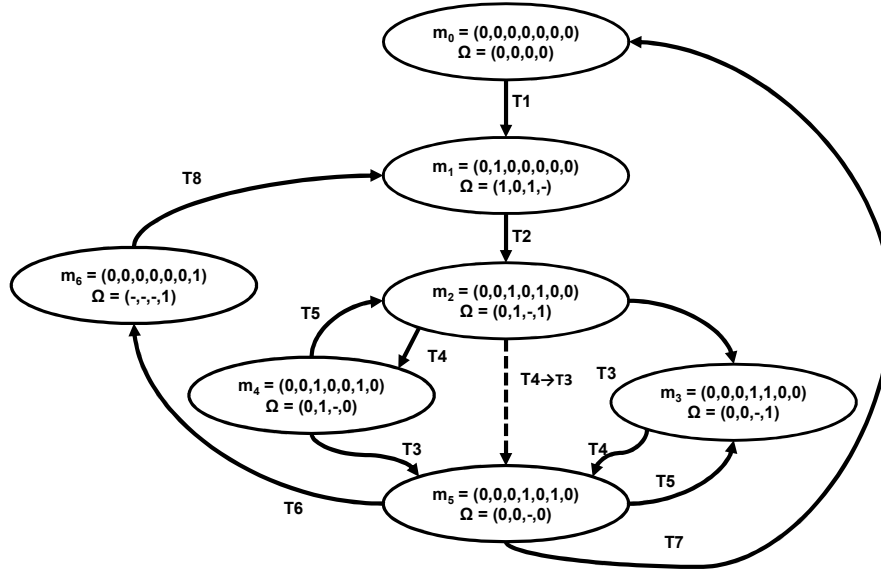 m₀ = (0,0,0,0,0,0,0)
Ω = (0,0,0,0)
T1
m₁ = (0,1,0,0,0,0,0)
Ω = (1,0,1,-)
T8
T2
m₆ = (0,0,0,0,0,0,1)
Ω = (-,-,-,1)
m₂ = (0,0,1,0,1,0,0)
Ω = (0,1,-,1)
T5
T4
T4→T3
T3
m₄ = (0,0,1,0,0,1,0)
Ω = (0,1,-,0)
m₃ = (0,0,0,1,1,0,0)
Ω = (0,0,-,1)
T3
T4
T6
m₅ = (0,0,0,1,0,1,0)
Ω = (0,0,-,0)
T5
T7